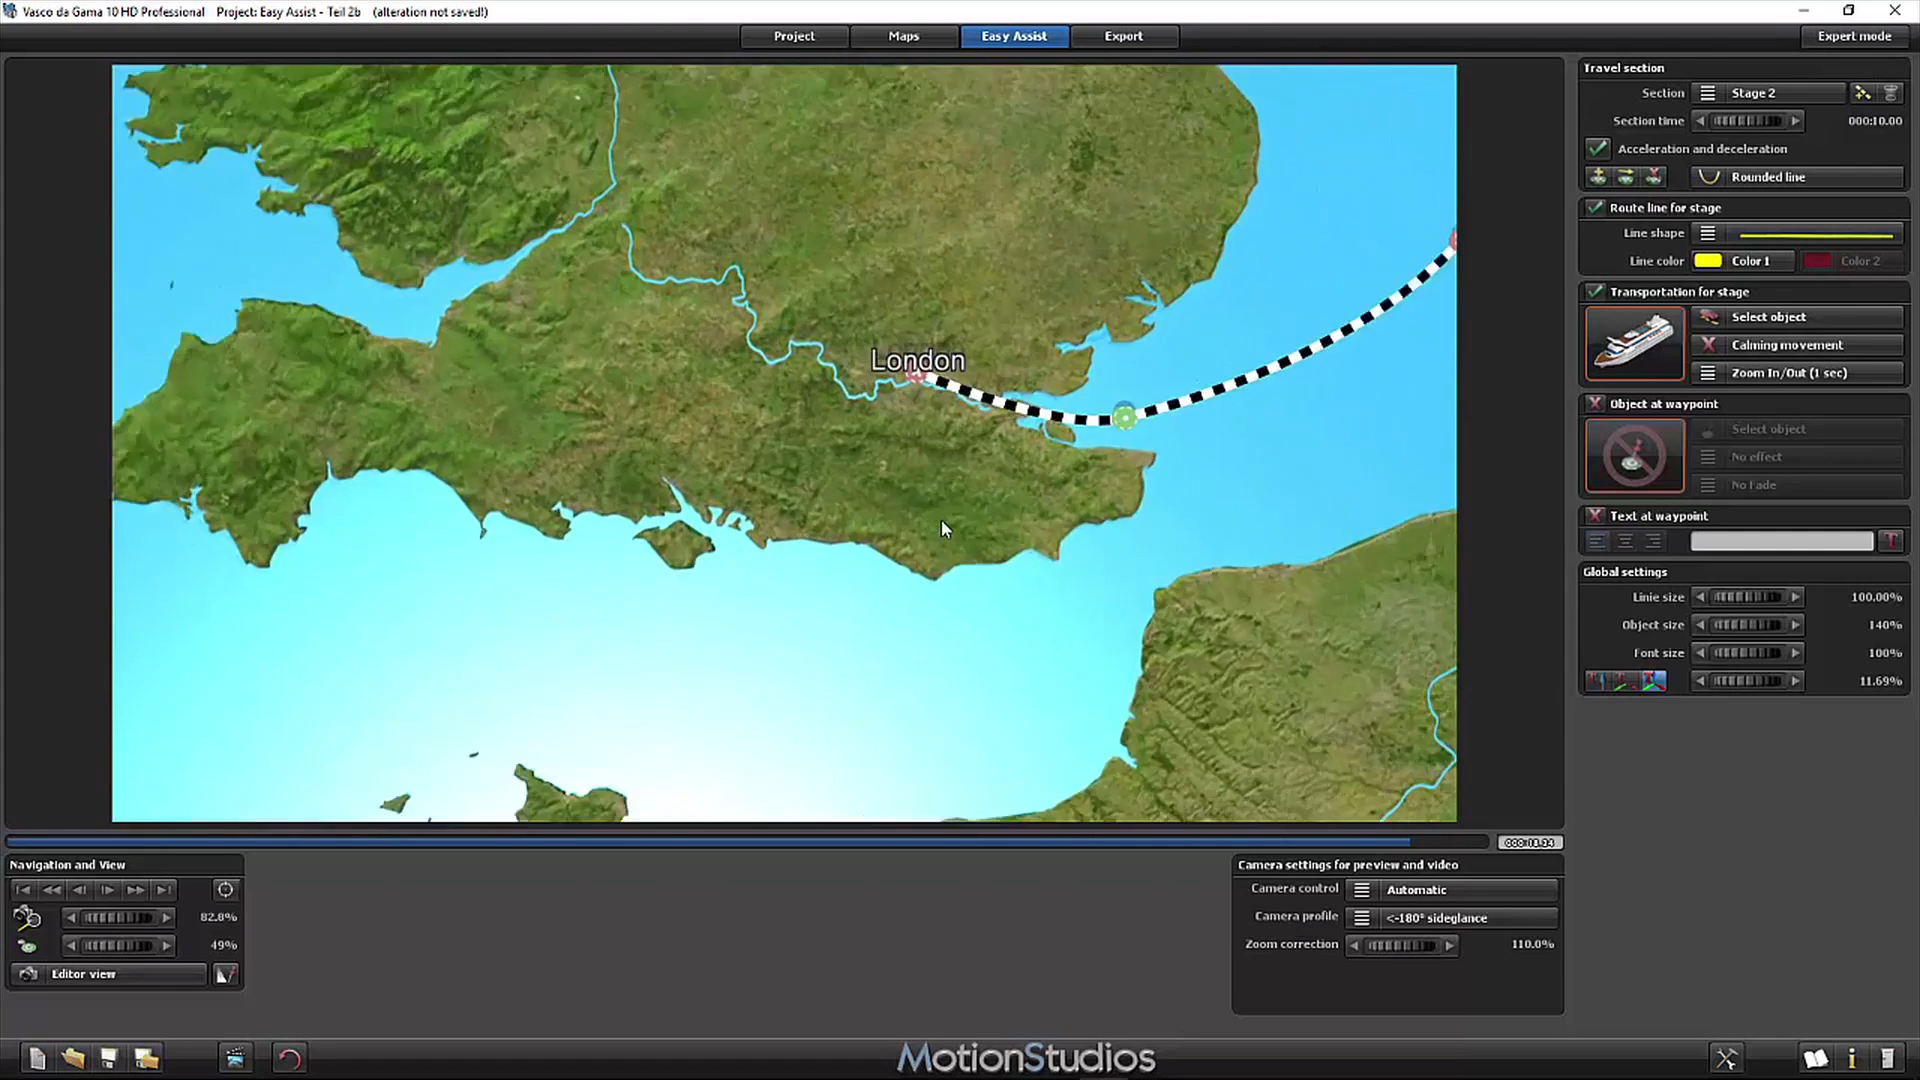 Vasco da Gama 10 HD Professional Project: Easy Assist - Teil 2b (alteration not saved!)
Project
Maps
Easy Assist
Export
Expert mode
London
Travel section
Section
Stage 2
Section time
000:10.00
Acceleration and deceleration
Rounded line
Route line for stage
Line shape
Line color
Color 1
Color 2
Transportation for stage
Select object
Calming movement
Zoom In/Out (1 sec)
Object at waypoint
Select object
No effect
No Fade
Text at waypoint
Global settings
Linie size
100.00%
Object size
140%
Font size
100%
11.69%
Navigation and View
82.8%
49%
Editor view
Camera settings for preview and video
Camera control
Automatic
Camera profile
<-180° sideglance
Zoom correction
110.0%
MotionStudios